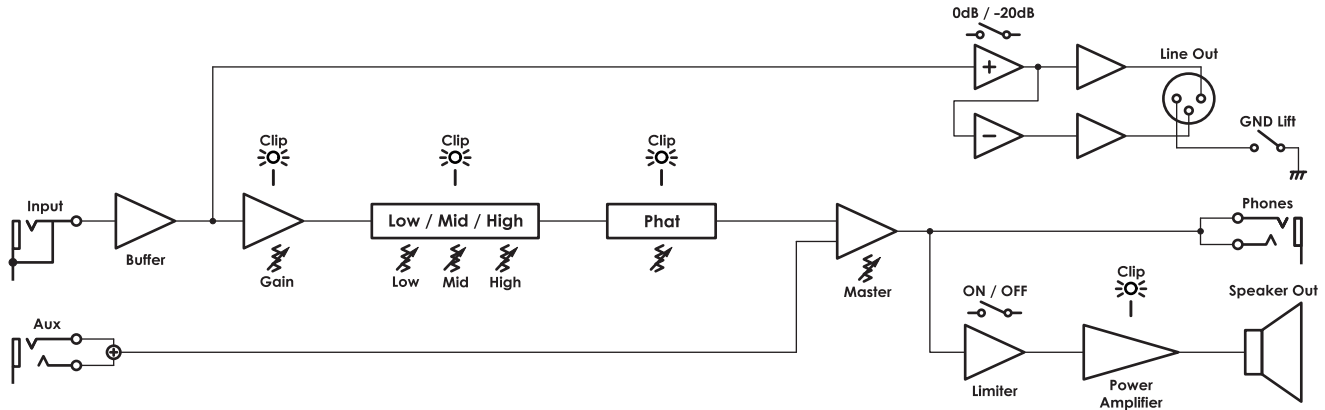 0dB / -20dB
Line Out
GND Lift
Clip
Clip
Clip
Input
Buffer
Gain
Low / Mid / High
Low
Mid
High
Phat
Master
Phones
Aux
ON / OFF
Limiter
Clip
Power
Amplifier
Speaker Out
+
−